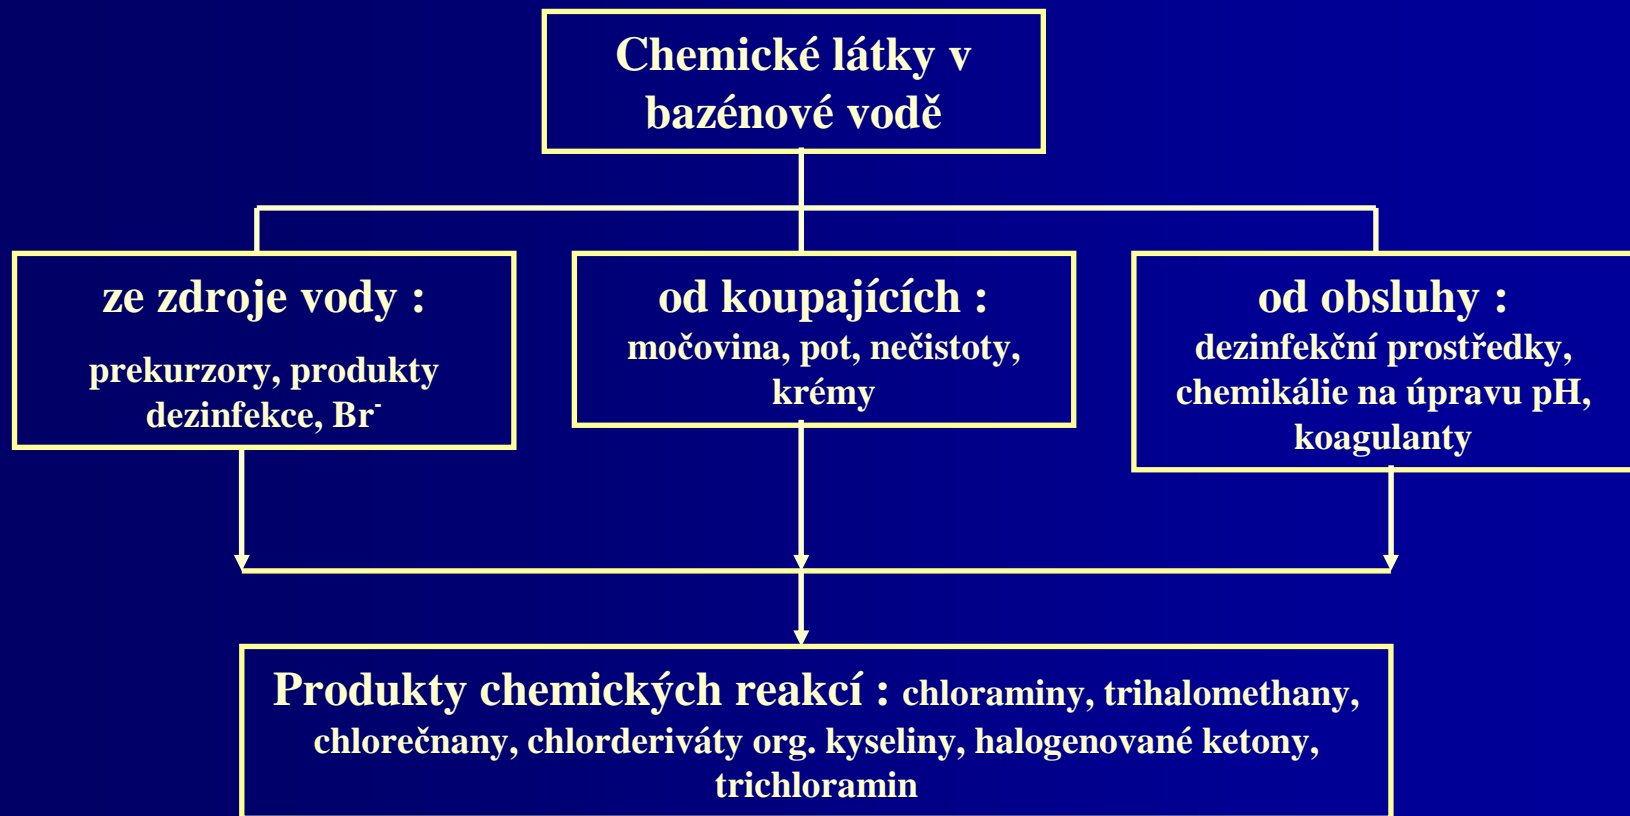 Chemické látky v
bazénové vodě
ze zdroje vody :
prekurzory, produkty
dezinfekce, Br⁻
od koupajících :
močovina, pot, nečistoty,
krémy
od obsluhy :
dezinfekční prostředky,
chemikálie na úpravu pH,
koagulanty
Produkty chemických reakcí : chloraminy, trihalomethany,
chlorečnany, chlorderiváty org. kyseliny, halogenované ketony,
trichloramin